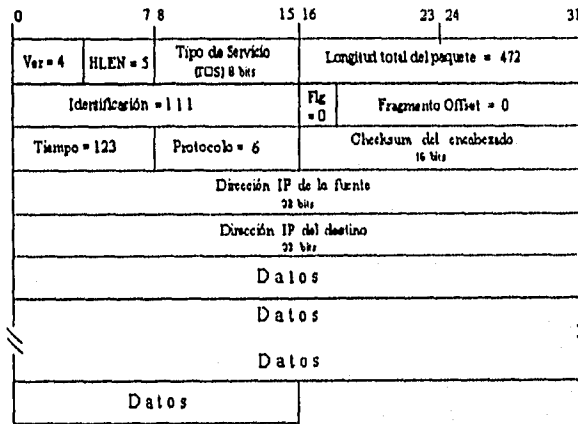 0 7 8 15 16 23 24 31
Ver = 4 HLEN = 5 Tipo de Servicio Longitud total del paquete = 472
(TOS) 8 bits
Identificación = 111 Flg Fragmento Offset = 0
= 0
Tiempo = 123 Protocolo = 6 Checksum del encabezado
16 bits
Dirección IP de la fuente
32 bits
Dirección IP del destino
32 bits
Datos
Datos
Datos
Datos